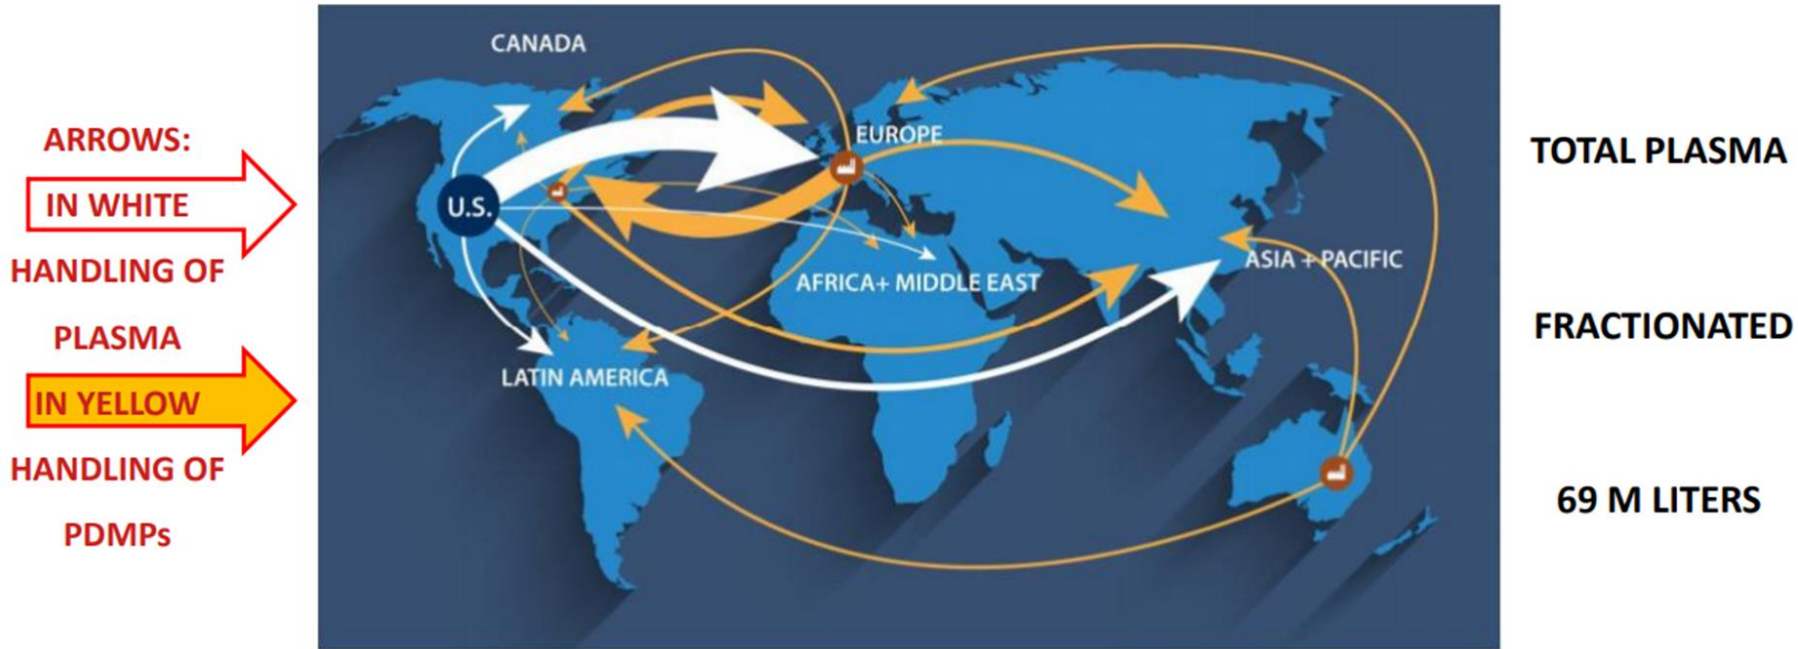 ARROWS:
IN WHITE
HANDLING OF
PLASMA
IN YELLOW
HANDLING OF
PDMPs
CANADA
EUROPE
U.S.
ASIA + PACIFIC
AFRICA+ MIDDLE EAST
LATIN AMERICA
TOTAL PLASMA
FRACTIONATED
69 M LITERS